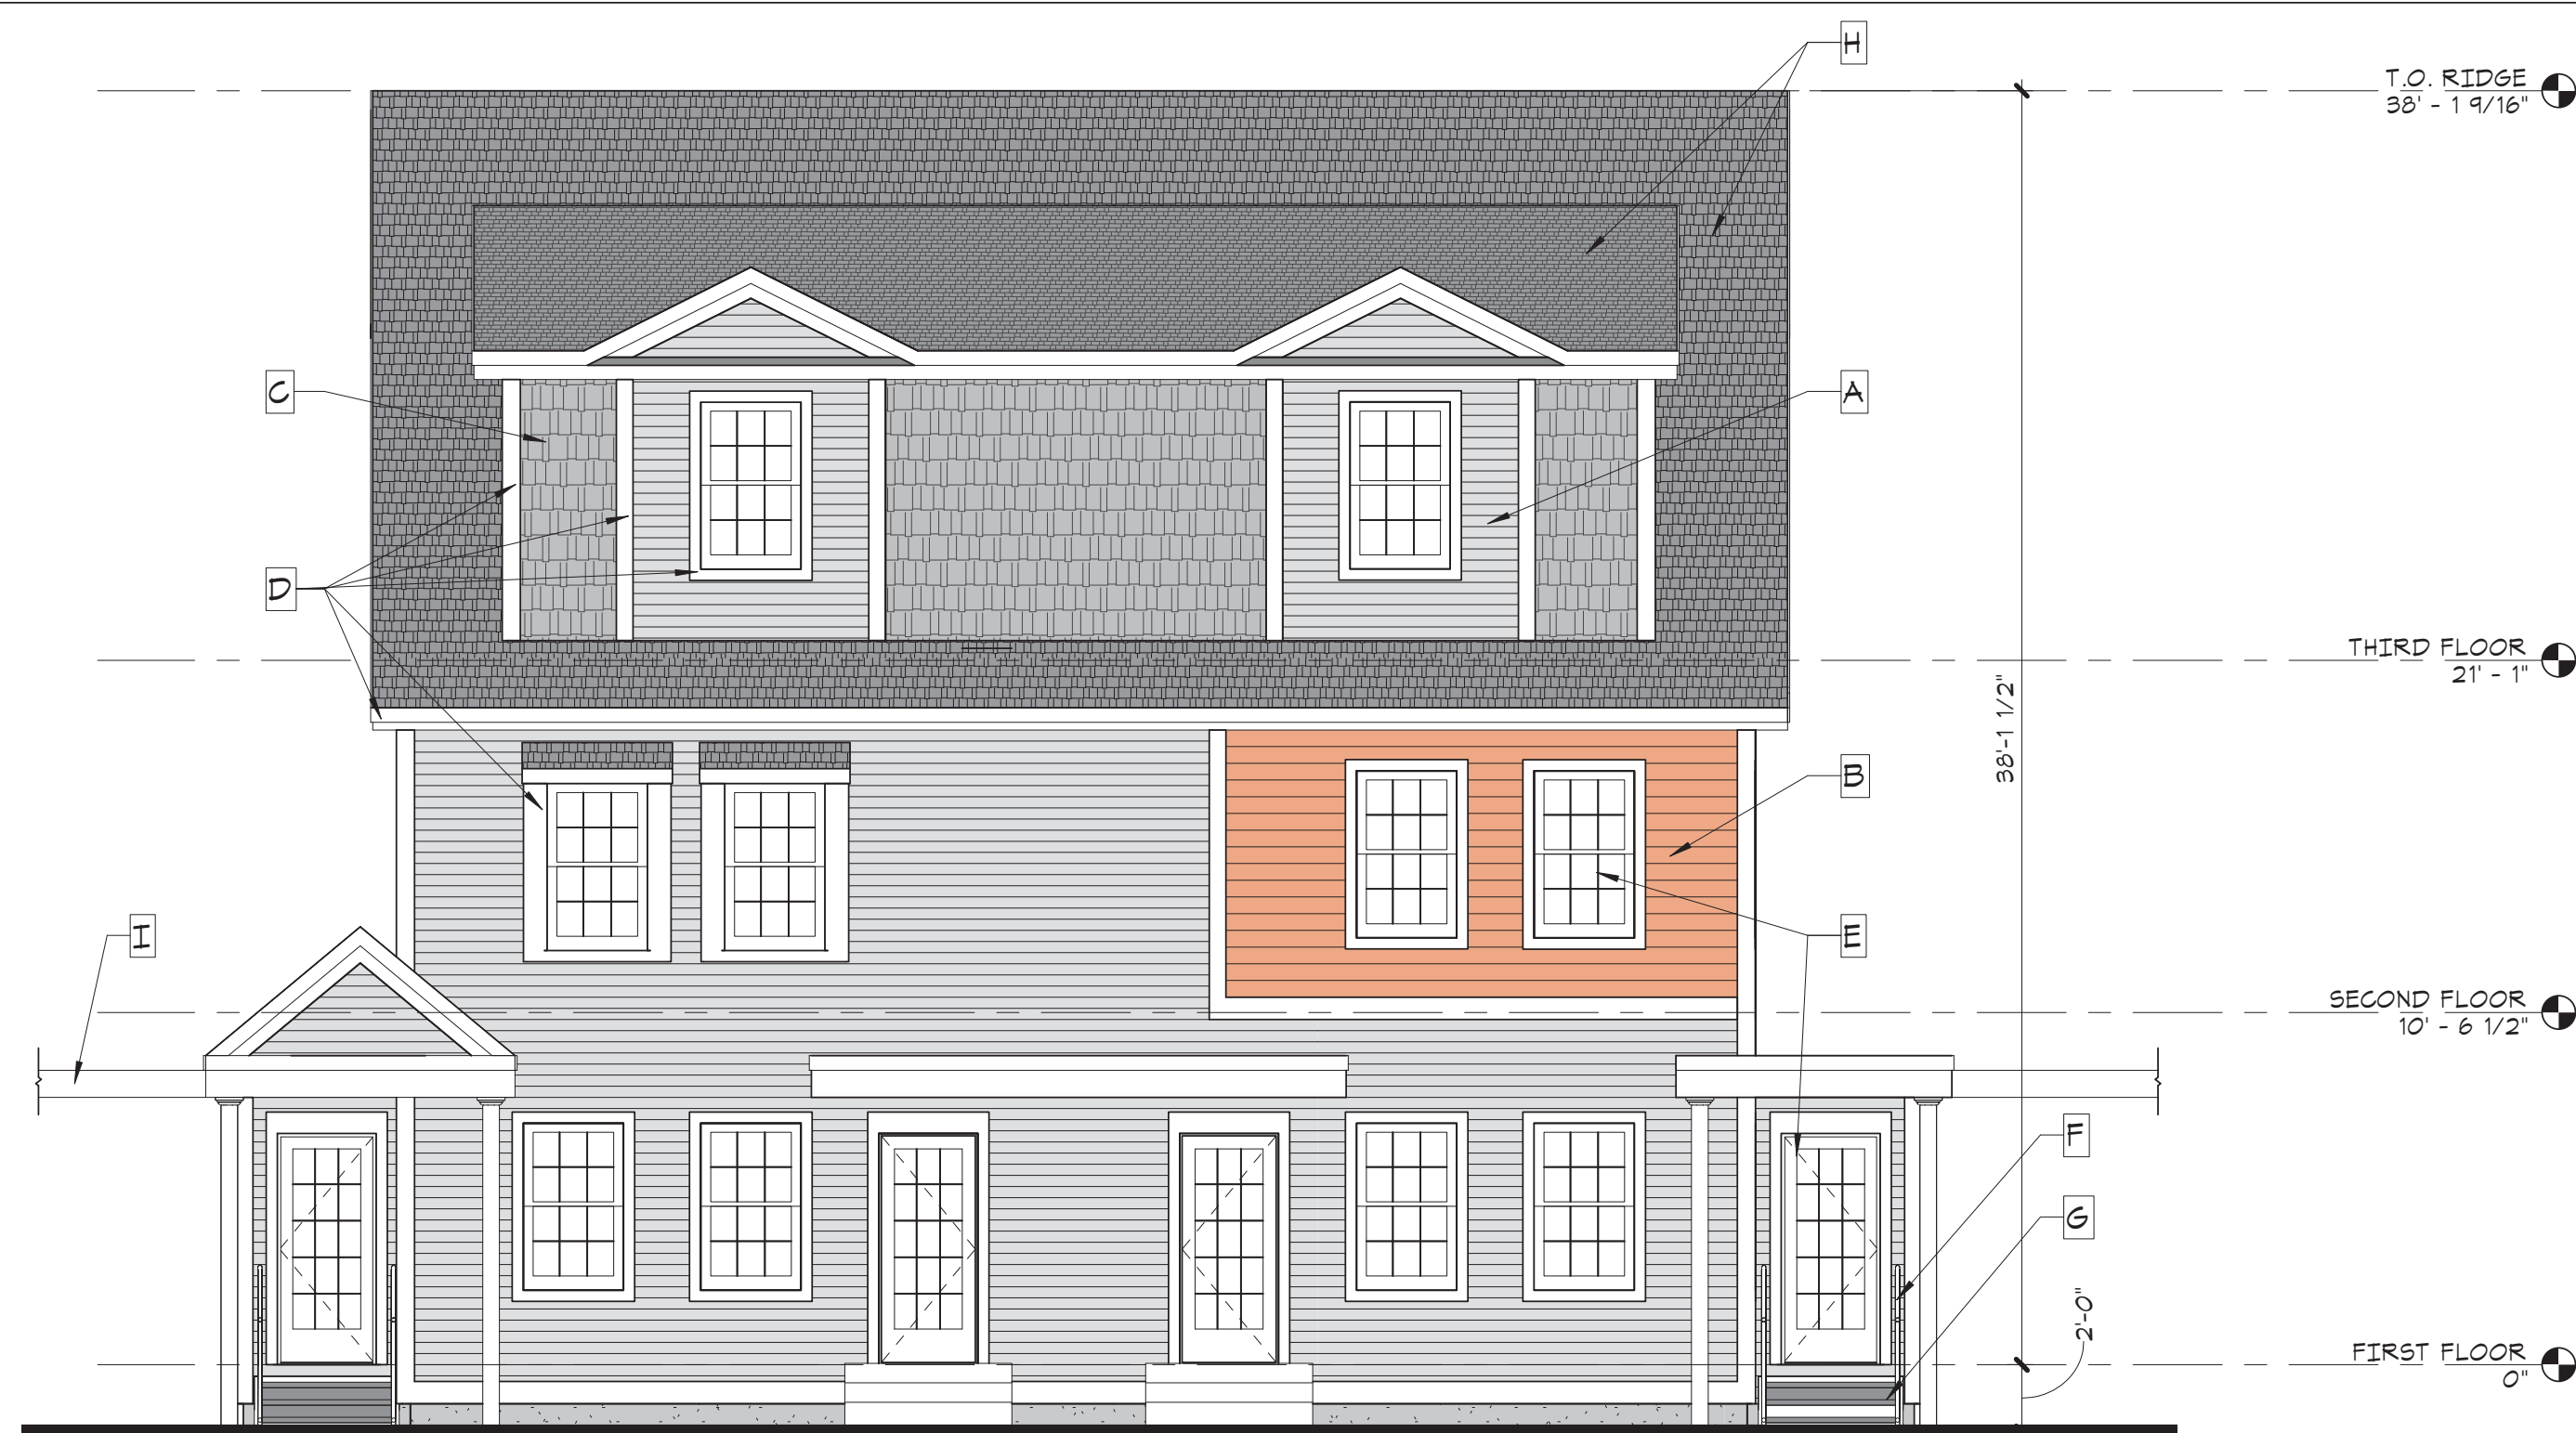 H
T.O. RIDGE
38' - 1 9/16"
C
A
D
THIRD FLOOR
21' - 1"
38'-1 1/2"
B
I
E
SECOND FLOOR
10' - 6 1/2"
F
G
2'-0"
FIRST FLOOR
0"